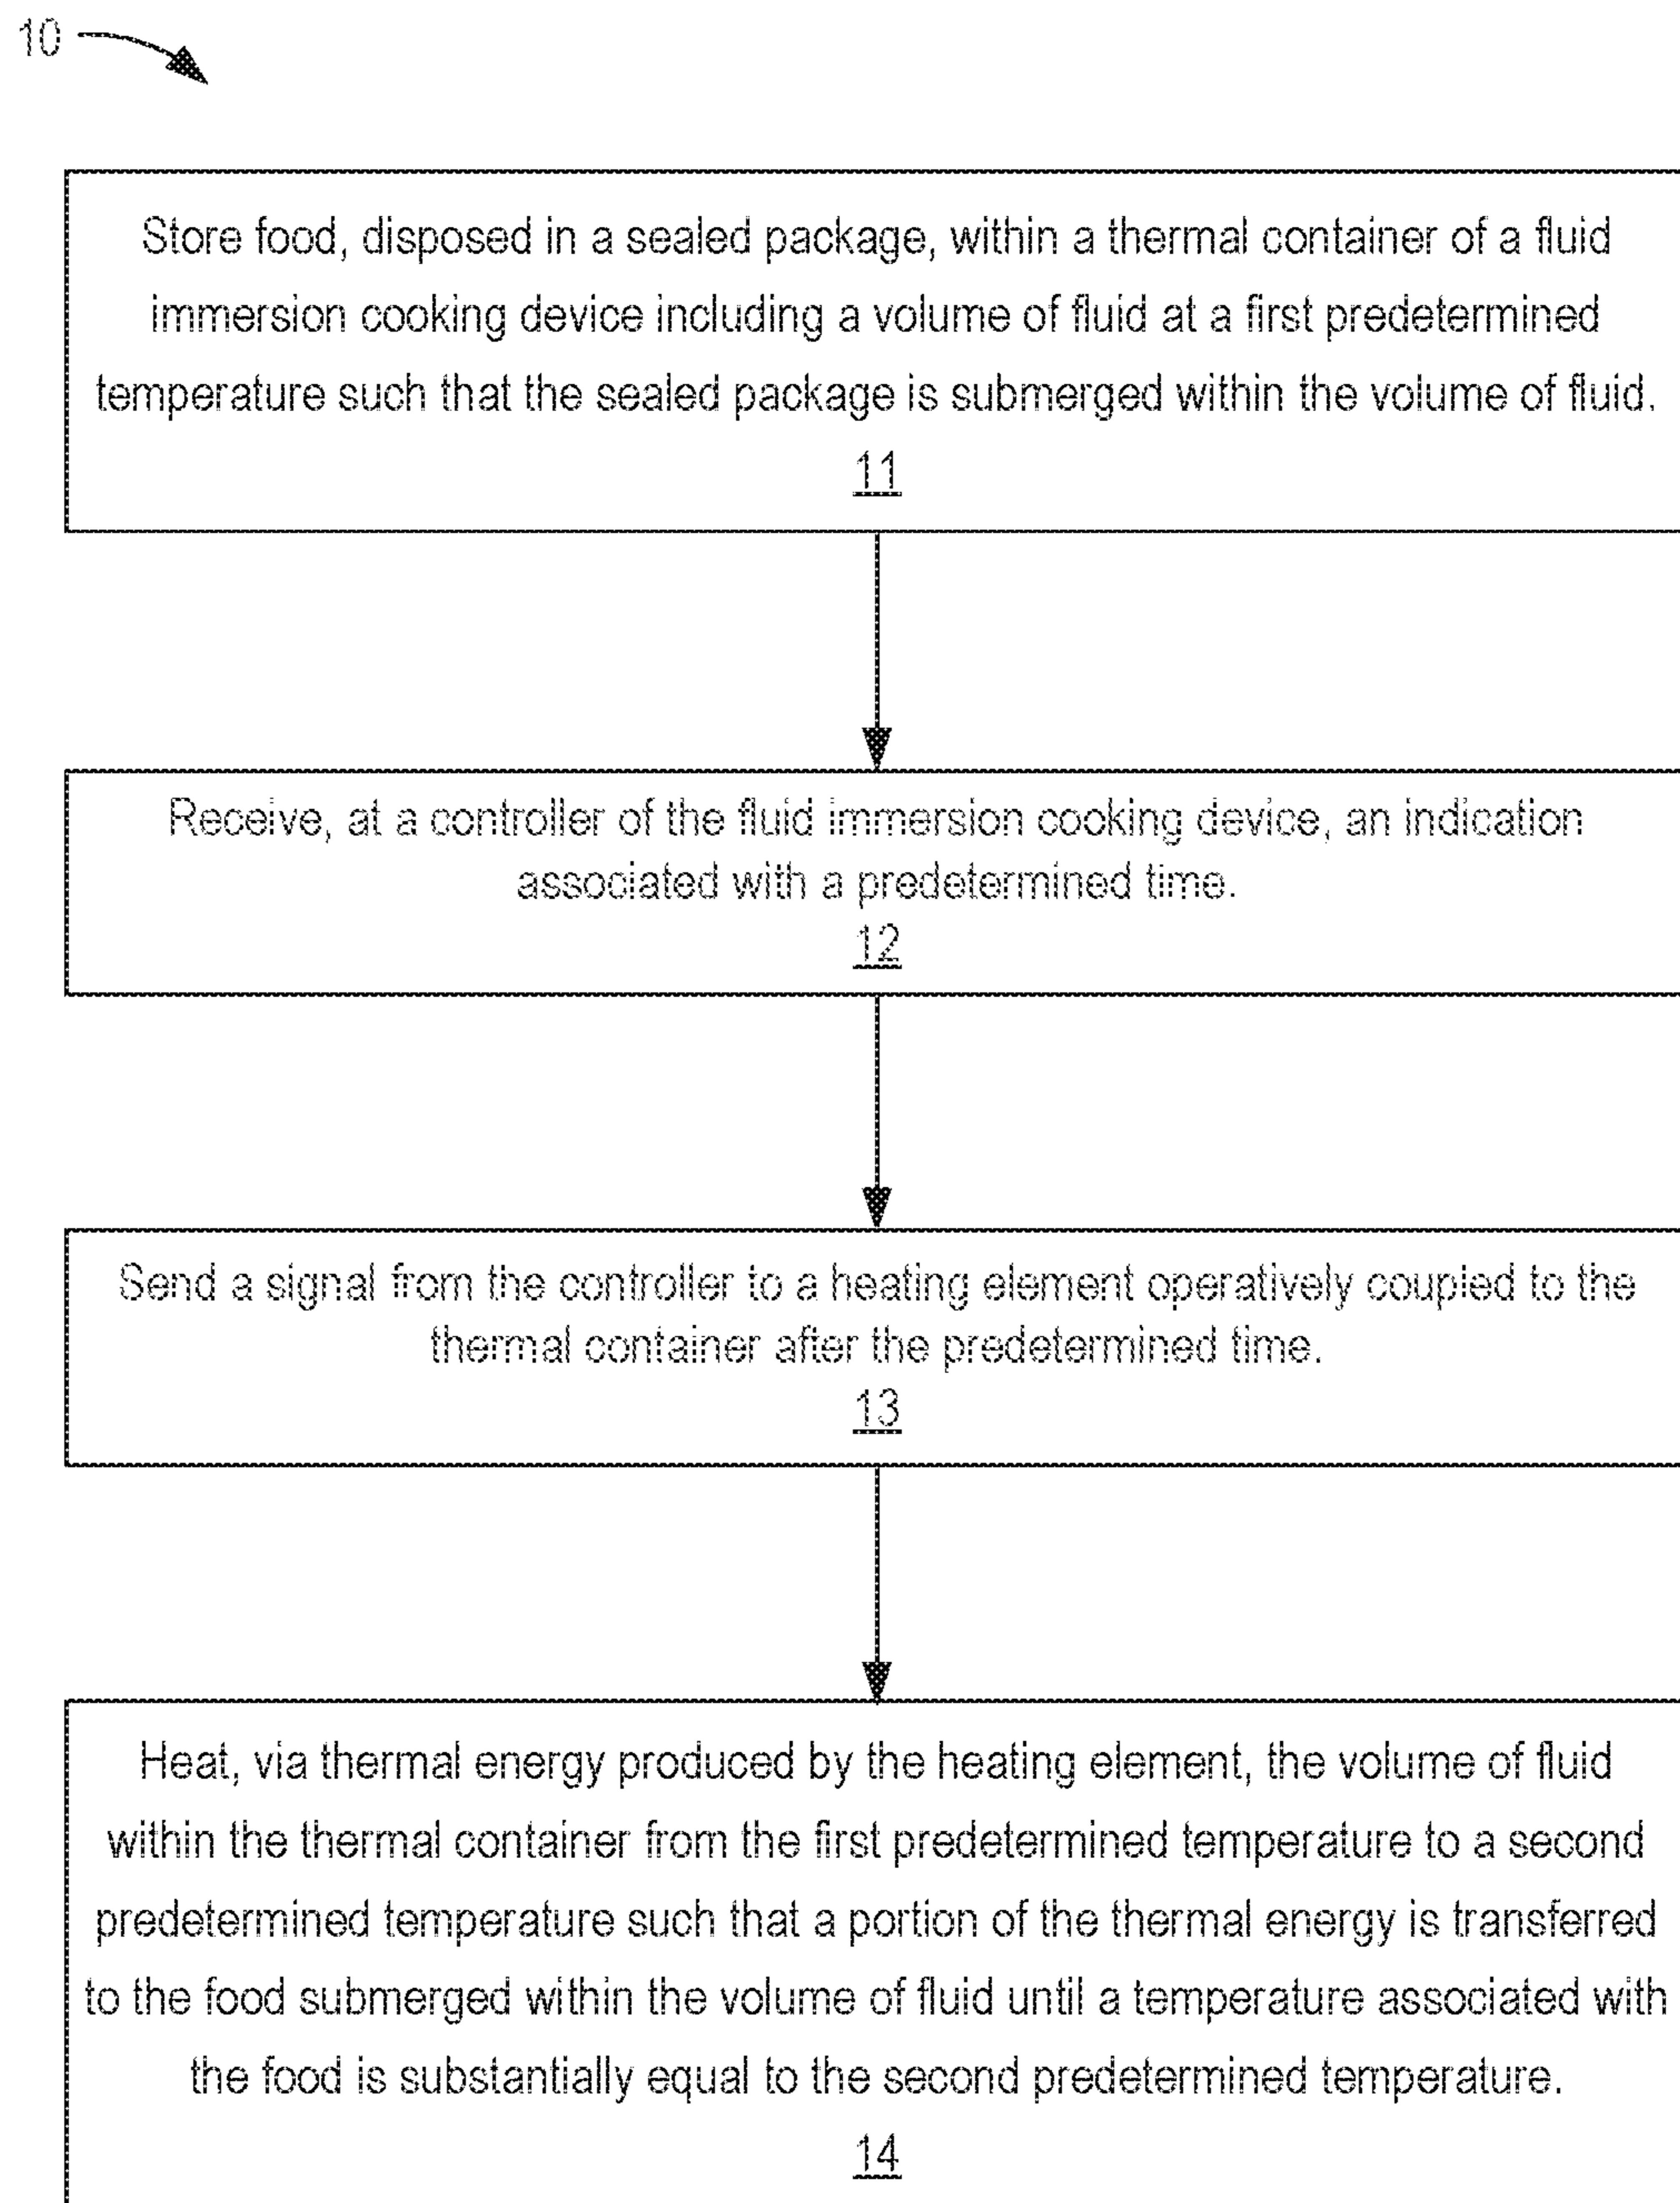 10
Store food, disposed in a sealed package, within a thermal container of a fluid
immersion cooking device including a volume of fluid at a first predetermined
temperature such that the sealed package is submerged within the volume of fluid.
11
Receive, at a controller of the fluid immersion cooking device, an indication
associated with a predetermined time.
12
Send a signal from the controller to a heating element operatively coupled to the
thermal container after the predetermined time.
13
Heat, via thermal energy produced by the heating element, the volume of fluid
within the thermal container from the first predetermined temperature to a second
predetermined temperature such that a portion of the thermal energy is transferred
to the food submerged within the volume of fluid until a temperature associated with
the food is substantially equal to the second predetermined temperature.
14